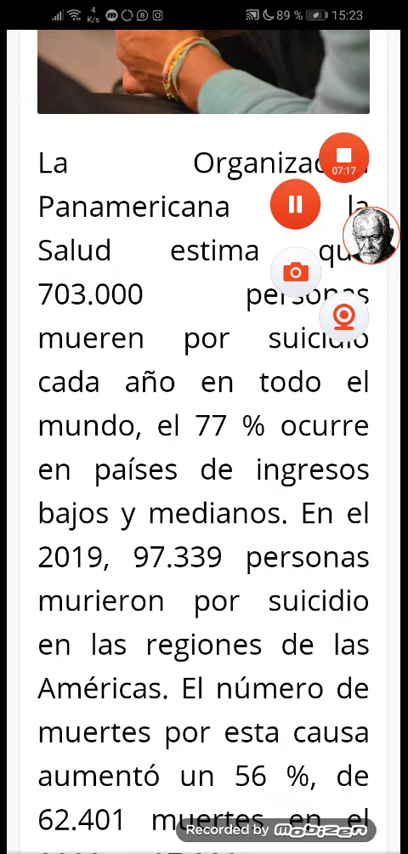 4 K/s 89 % 15:23
La Organizac
Panamericana la
07:17
Salud estima que
703.000 personas
mueren por suicidio
cada año en todo el
mundo, el 77 % ocurre
en países de ingresos
bajos y medianos. En el
2019, 97.339 personas
murieron por suicidio
en las regiones de las
Américas. El número de
muertes por esta causa
aumentó un 56 %, de
62.401 muertes en el
Recorded by mobizen